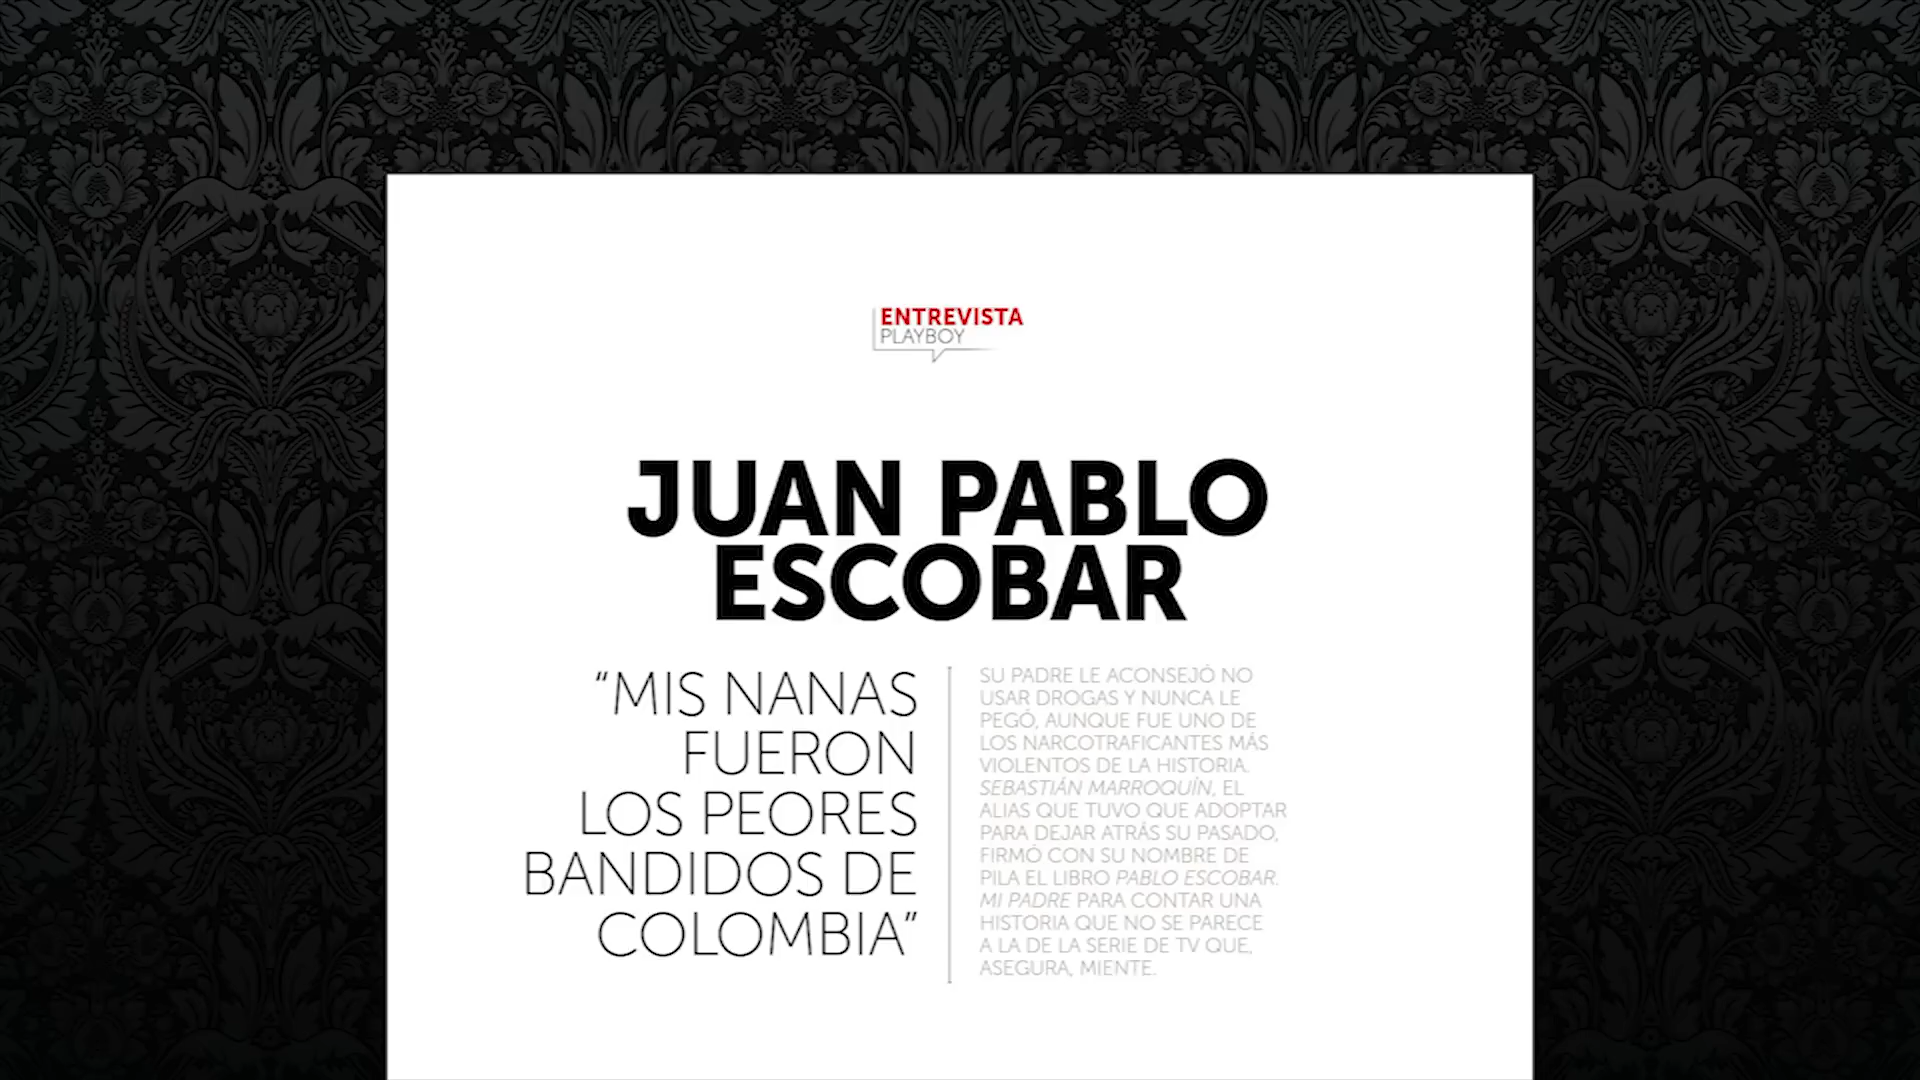 ENTREVISTA
PLAYBOY
JUAN PABLO
ESCOBAR
“MIS NANAS
FUERON
LOS PEORES
BANDIDOS DE
COLOMBIA”
SU PADRE LE ACONSEJÓ NO
USAR DROGAS Y NUNCA LE
PEGÓ, AUNQUE FUE UNO DE
LOS NARCOTRAFICANTES MÁS
VIOLENTOS DE LA HISTORIA.
SEBASTIÁN MARROQUÍN, EL
ALIAS QUE TUVO QUE ADOPTAR
PARA DEJAR ATRÁS SU PASADO,
FIRMÓ CON SU NOMBRE DE
PILA EL LIBRO PABLO ESCOBAR.
MI PADRE PARA CONTAR UNA
HISTORIA QUE NO SE PARECE
A LA DE LA SERIE DE TV QUE,
ASEGURA, MIENTE.